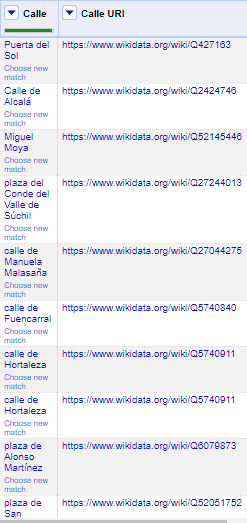 Calle Calle URI
Puerta del https://www.wikidata.org/wiki/Q427163
Sol
Choose new
match
Calle de https://www.wikidata.org/wiki/Q2424746
Alcalá
Choose new
match
Miguel https://www.wikidata.org/wiki/Q52145446
Moya
Choose new
match
plaza del https://www.wikidata.org/wiki/Q27244013
Conde del
Valle de
Súchil
Choose new
match
calle de https://www.wikidata.org/wiki/Q27044275
Manuela
Malasaña
Choose new
match
calle de https://www.wikidata.org/wiki/Q5740840
Fuencarral
Choose new
match
calle de https://www.wikidata.org/wiki/Q5740911
Hortaleza
Choose new
match
calle de https://www.wikidata.org/wiki/Q5740911
Hortaleza
Choose new
match
plaza de https://www.wikidata.org/wiki/Q6079873
Alonso
Martínez
Choose new
match
plaza de https://www.wikidata.org/wiki/Q52051752
San